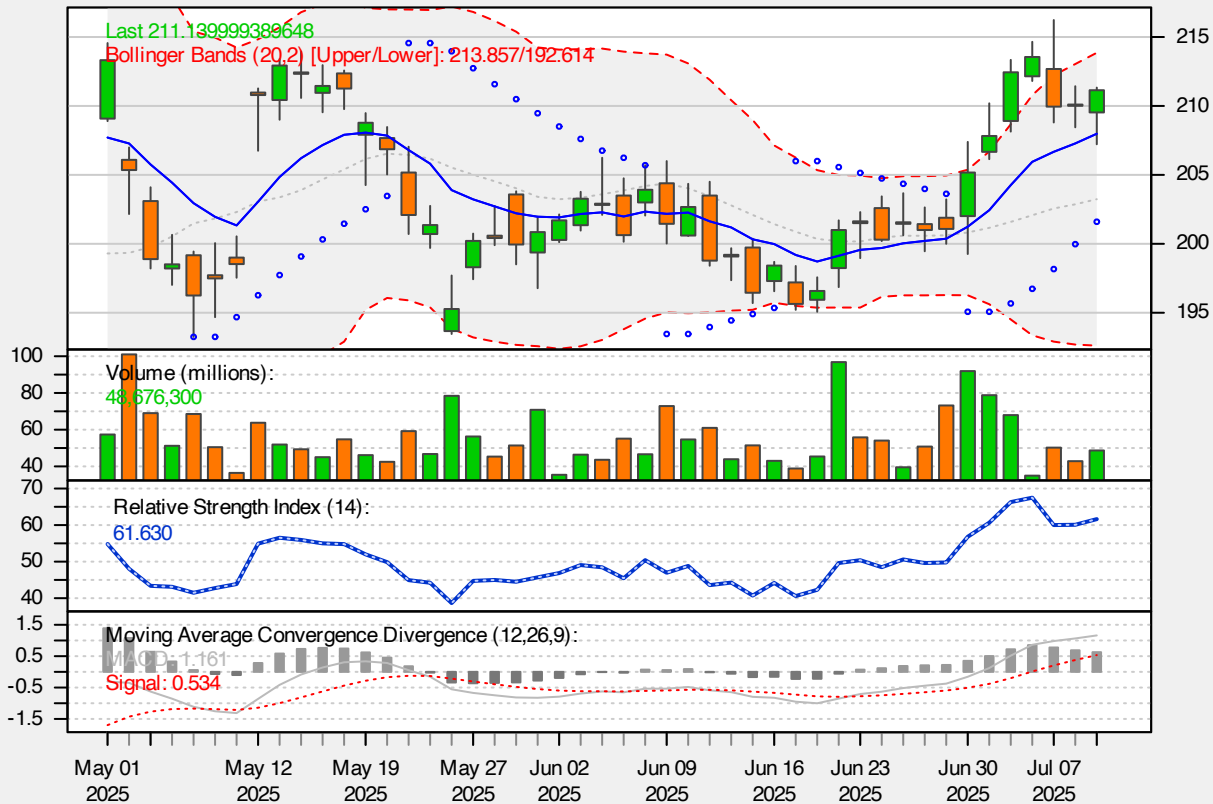 Last 211.139999389648
Bollinger Bands (20,2) [Upper/Lower]: 213.857/192.614
215
210
205
200
195
Volume (millions):
48,676,300
100
80
60
40
Relative Strength Index (14):
61.630
70
60
50
40
Moving Average Convergence Divergence (12,26,9):
MACD: 1.161
Signal: 0.534
1.5
0.5
-0.5
-1.5
May 01 May 12 May 19 May 27 Jun 02 Jun 09 Jun 16 Jun 23 Jun 30 Jul 07
2025 2025 2025 2025 2025 2025 2025 2025 2025 2025